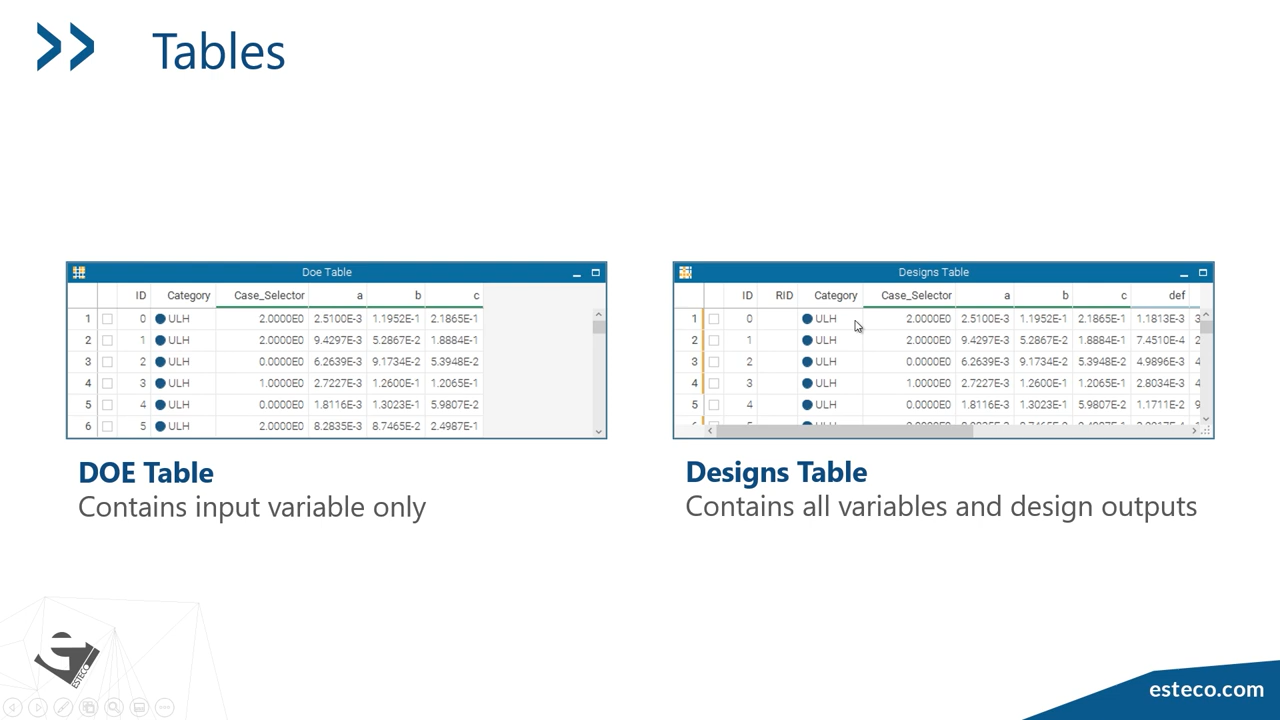 Tables
Doe Table
ID Category Case_Selector a b c
1 0 ULH 2.0000E0 2.5100E-3 1.1952E-1 2.1865E-1
2 1 ULH 2.0000E0 9.4297E-3 5.2867E-2 1.8884E-1
3 2 ULH 0.0000E0 6.2639E-3 9.1734E-2 5.3948E-2
4 3 ULH 1.0000E0 2.7227E-3 1.2600E-1 1.2065E-1
5 4 ULH 0.0000E0 1.8116E-3 1.3023E-1 5.9807E-2
6 5 ULH 2.0000E0 8.2835E-3 8.7465E-2 2.4987E-1
DOE Table
Contains input variable only
Designs Table
ID RID Category Case_Selector a b c def
1 0 ULH 2.0000E0 2.5100E-3 1.1952E-1 2.1865E-1 1.1813E-3 3
2 1 ULH 2.0000E0 9.4297E-3 5.2867E-2 1.8884E-1 7.4510E-4 2
3 2 ULH 0.0000E0 6.2639E-3 9.1734E-2 5.3948E-2 4.9896E-3 4
4 3 ULH 1.0000E0 2.7227E-3 1.2600E-1 1.2065E-1 2.8034E-3 4
5 4 ULH 0.0000E0 1.8116E-3 1.3023E-1 5.9807E-2 1.1711E-2 9
Designs Table
Contains all variables and design outputs
ESTECO
esteco.com